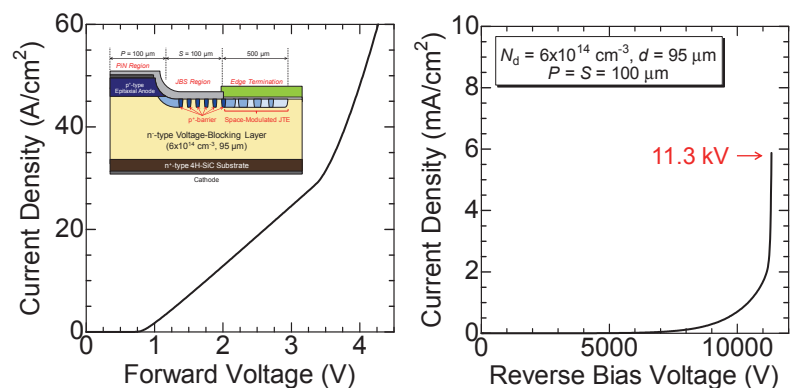 60
50
40
30
20
10
0
Current Density (A/cm²)
0 1 2 3 4
Forward Voltage (V)
P = 100 μm S = 100 μm 500 μm
PIN Region
JBS Region Edge Termination
p⁺-type
Epitaxial Anode
p⁺-barrier Space-Modulated JTE
n⁻-type Voltage-Blocking Layer
(6x10¹⁴ cm⁻³, 95 μm)
n⁺-type 4H-SiC Substrate
Cathode
10
8
6
4
2
0
Current Density (mA/cm²)
0 5000 10000
Reverse Bias Voltage (V)
N_d = 6x10¹⁴ cm⁻³, d = 95 μm
P = S = 100 μm
11.3 kV →